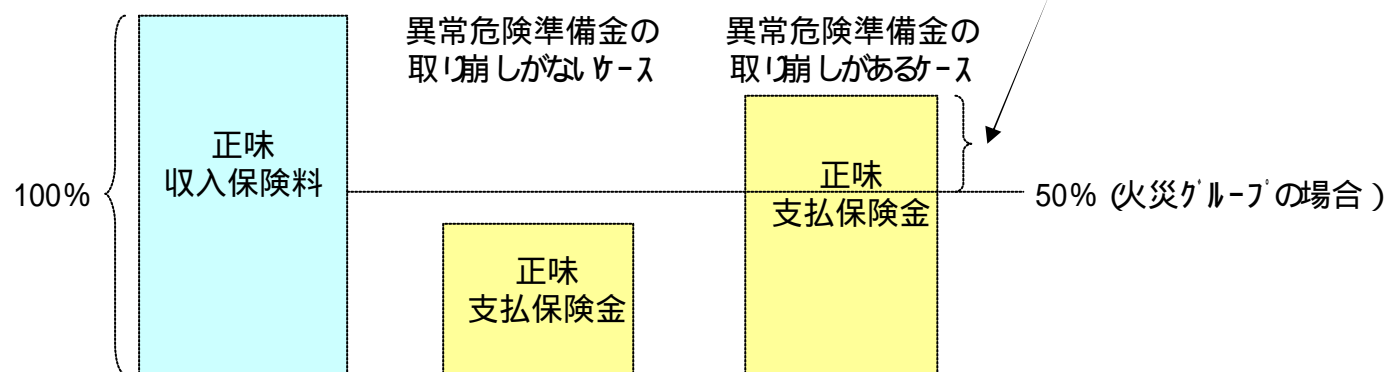 異常危険準備金の
取り崩しがないケース
異常危険準備金の
取り崩しがあるケース
正味
収入保険料
100%
正味
支払保険金
50% (火災グループの場合)
正味
支払保険金